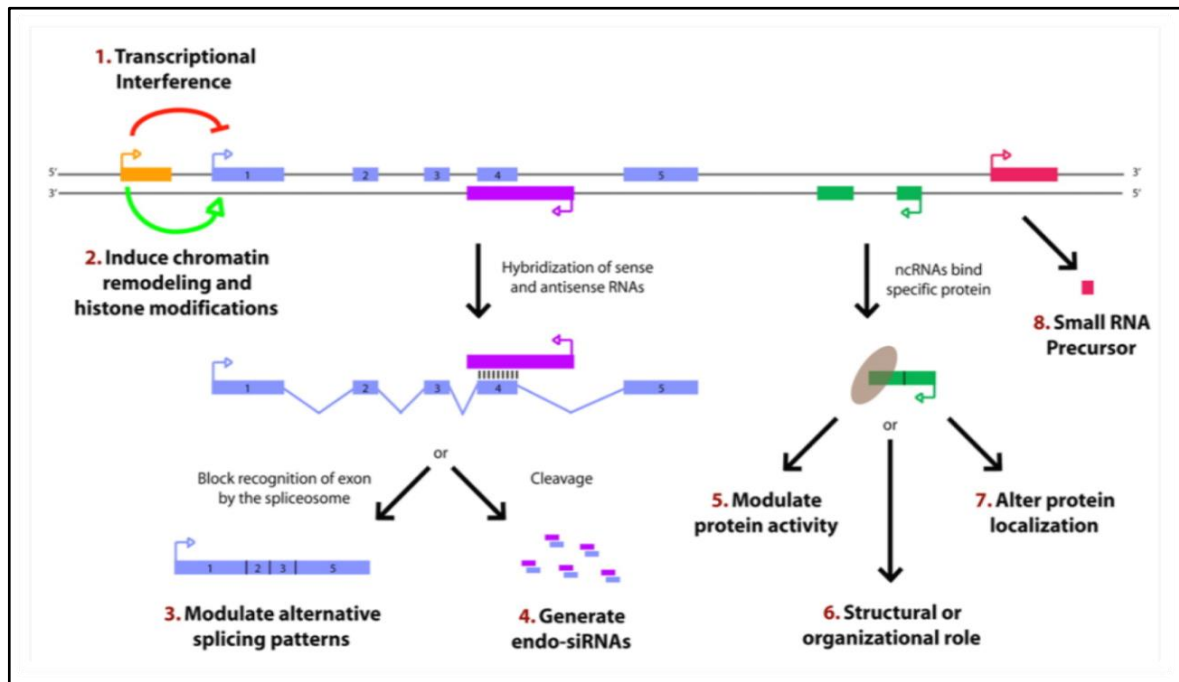 1. Transcriptional
Interference
5'
1
2
3
4
5
3'
3'
5'
2. Induce chromatin
remodeling and
histone modifications
Hybridization of sense
and antisense RNAs
ncRNAs bind
specific protein
8. Small RNA
Precursor
1
2
3
4
5
or
or
Block recognition of exon
by the spliceosome
Cleavage
5. Modulate
protein activity
7. Alter protein
localization
1
2
3
5
3. Modulate alternative
splicing patterns
4. Generate
endo-siRNAs
6. Structural or
organizational role